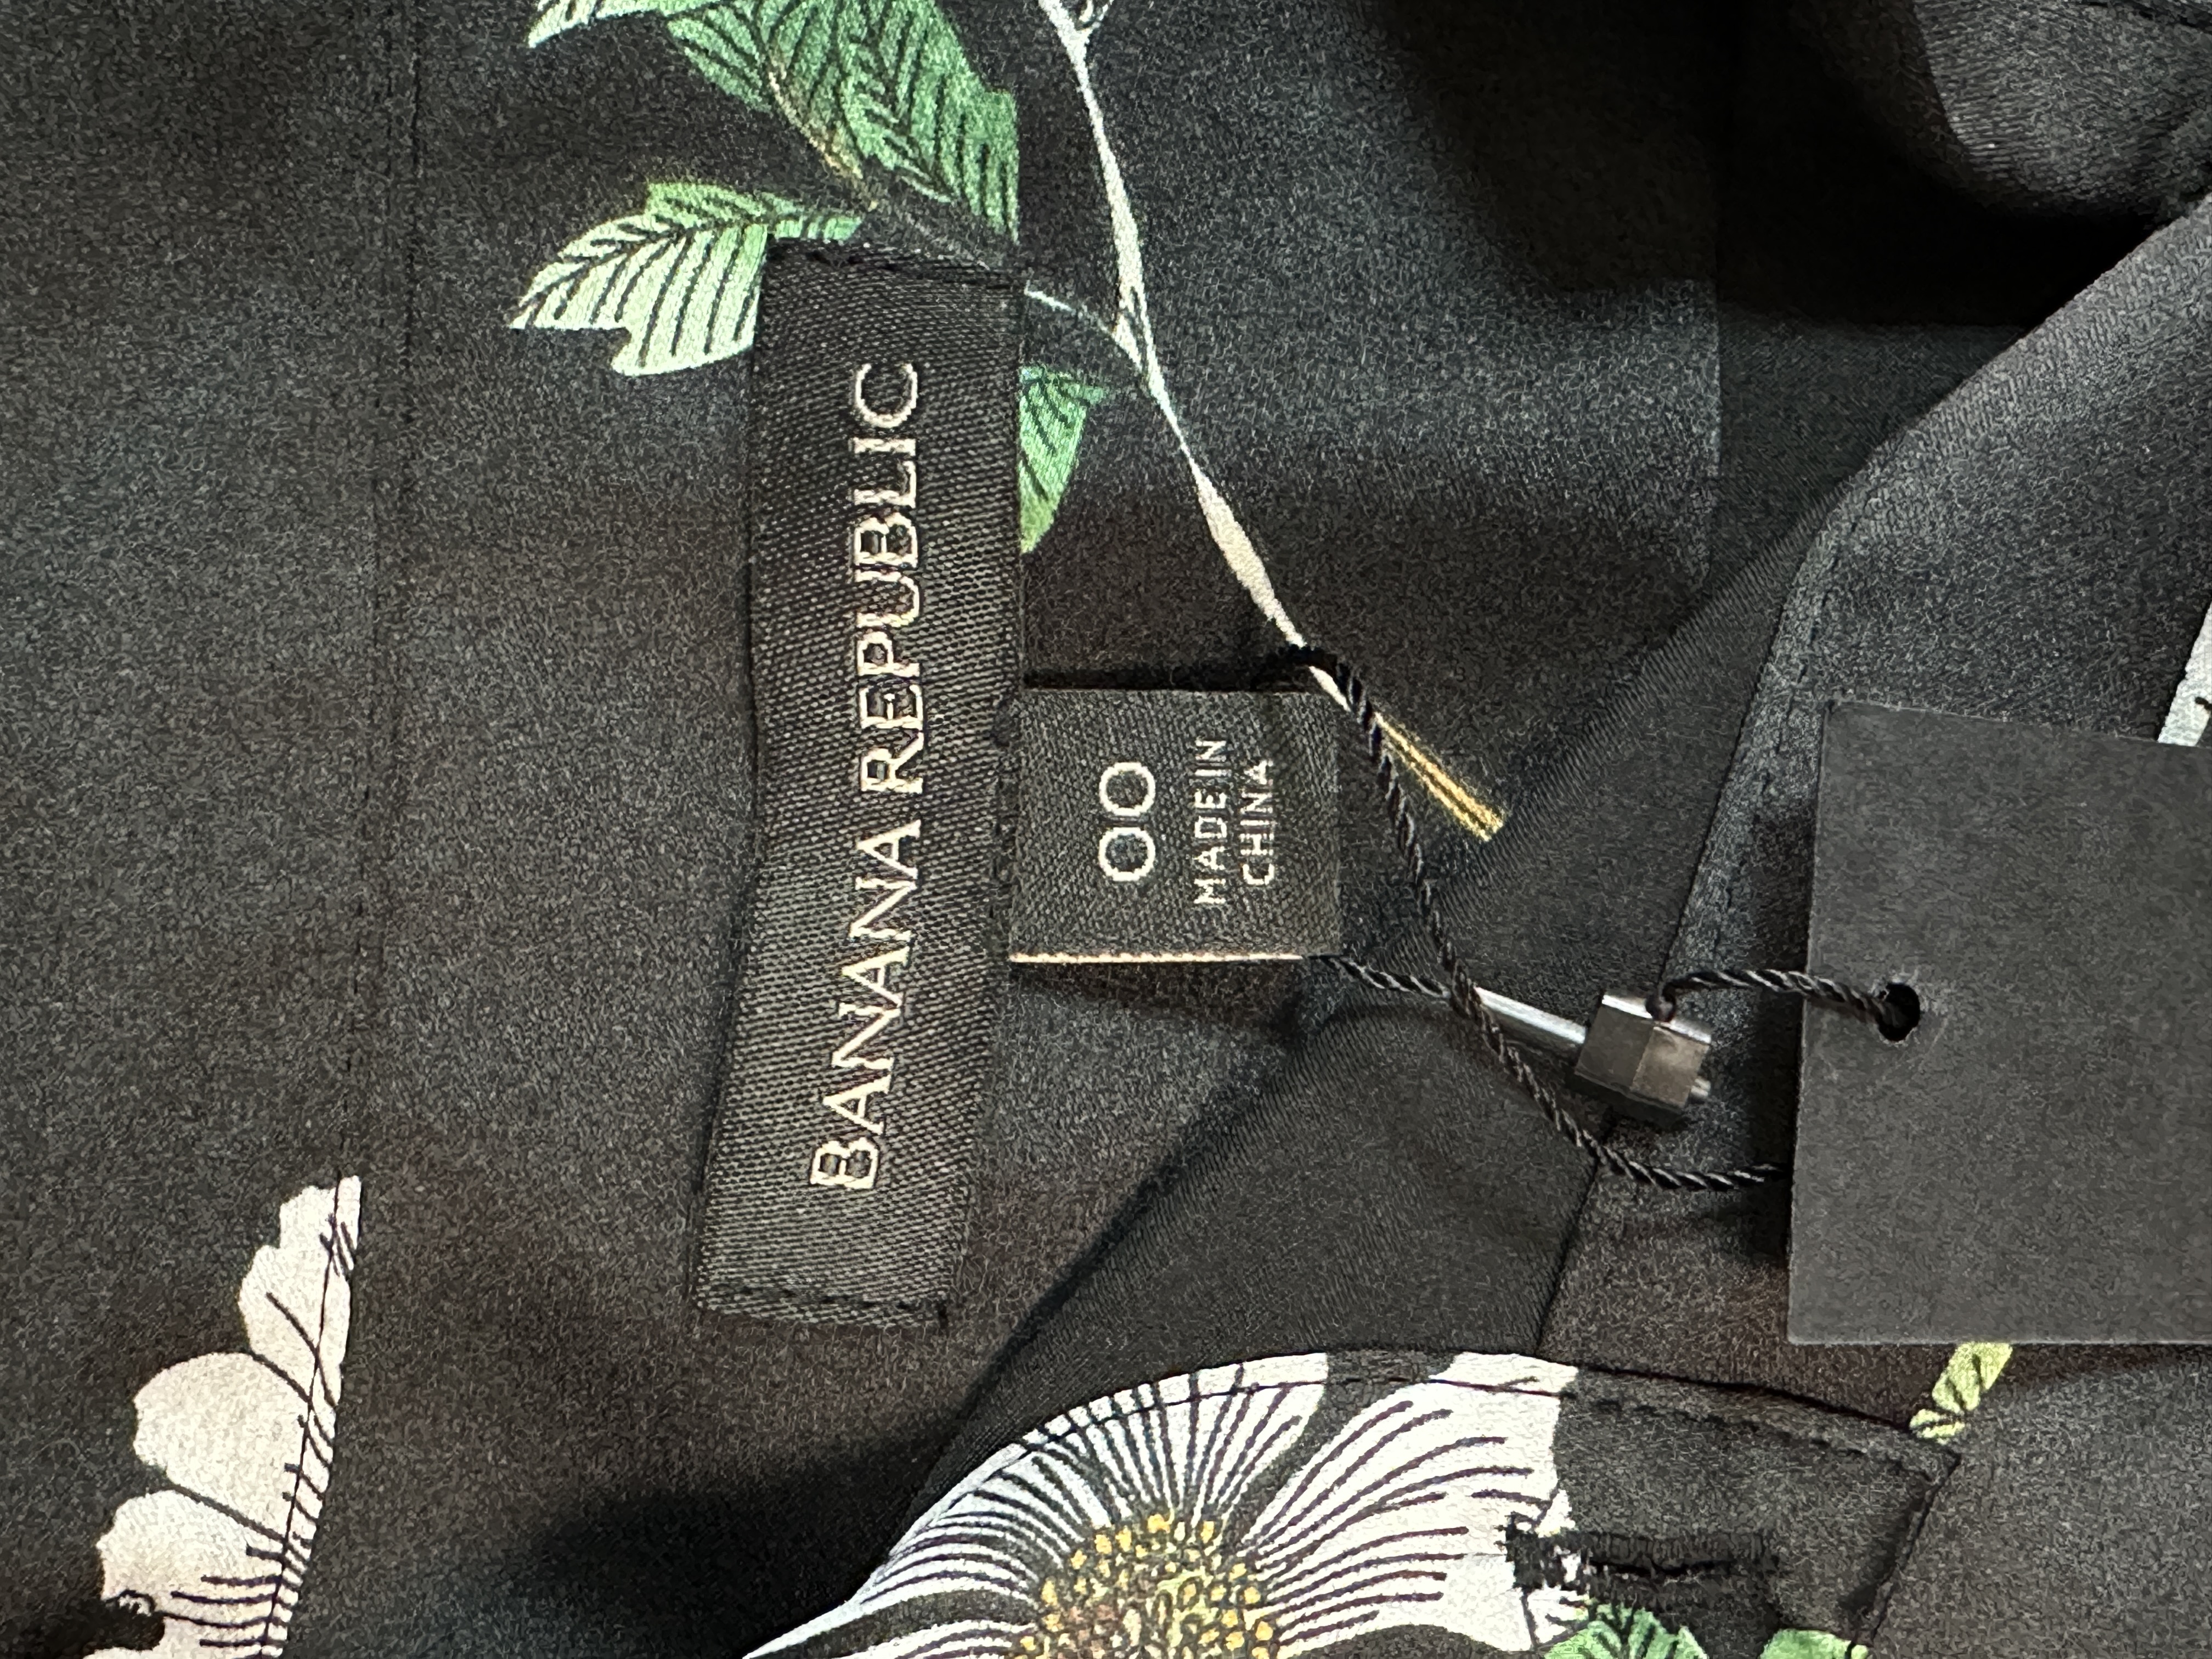 BANANA REPUBLIC
00
MADE IN
CHINA